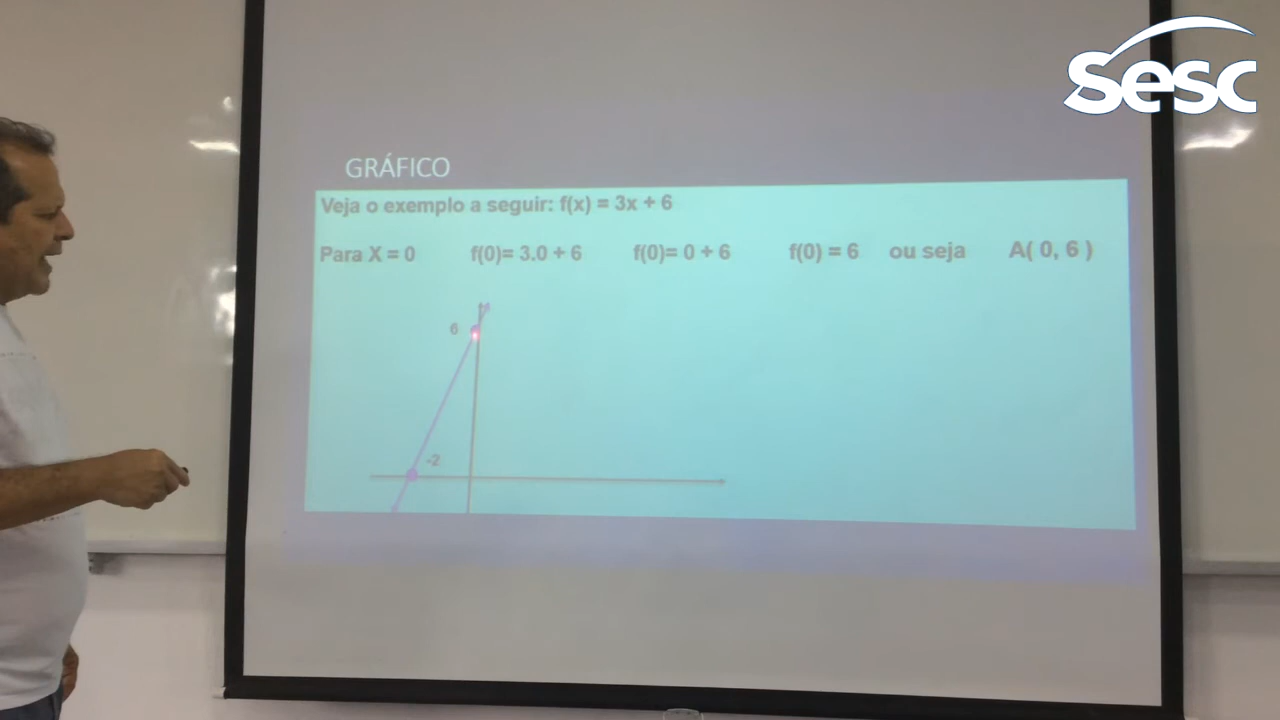 Sesc
GRÁFICO
Veja o exemplo a seguir: f(x) = 3x + 6
Para X = 0 f(0)= 3.0 + 6 f(0)= 0 + 6 f(0) = 6 ou seja A( 0, 6 )
6
-2